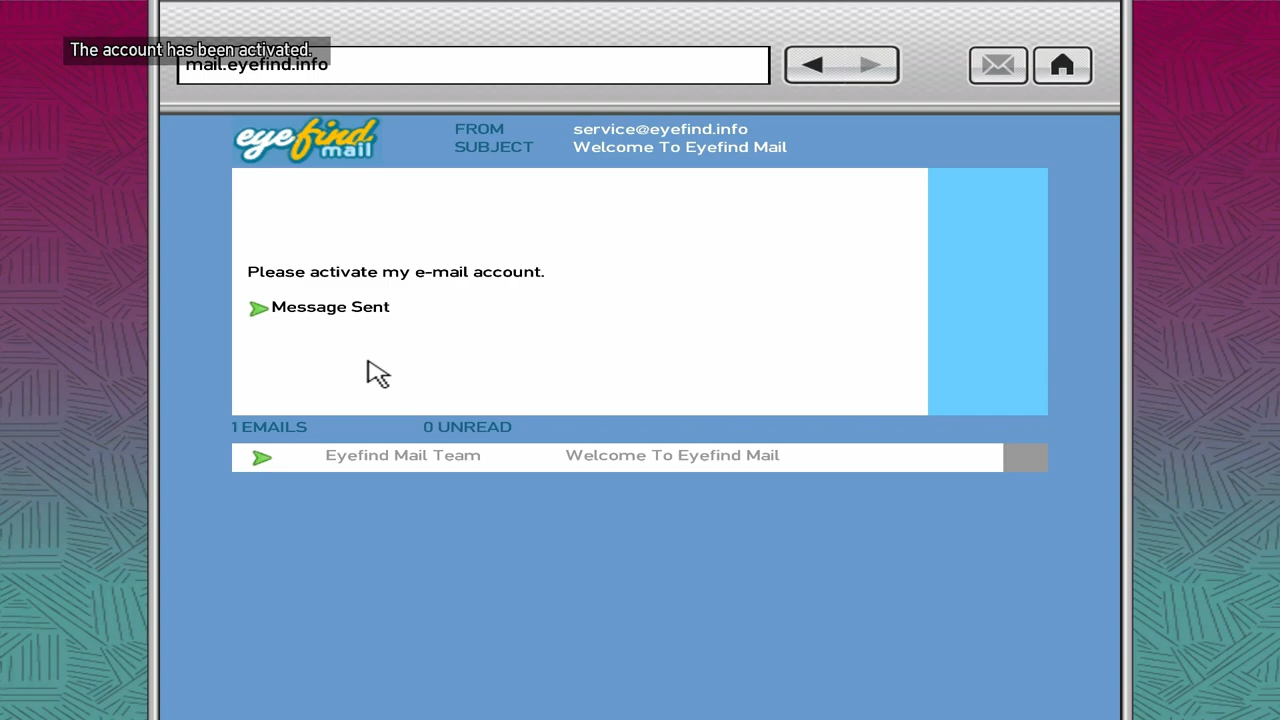 The account has been activated.
mail.eyefind.info
eyefind
mail
FROM service@eyefind.info
SUBJECT Welcome To Eyefind Mail
Please activate my e-mail account.
Message Sent
1 EMAILS 0 UNREAD
Eyefind Mail Team Welcome To Eyefind Mail